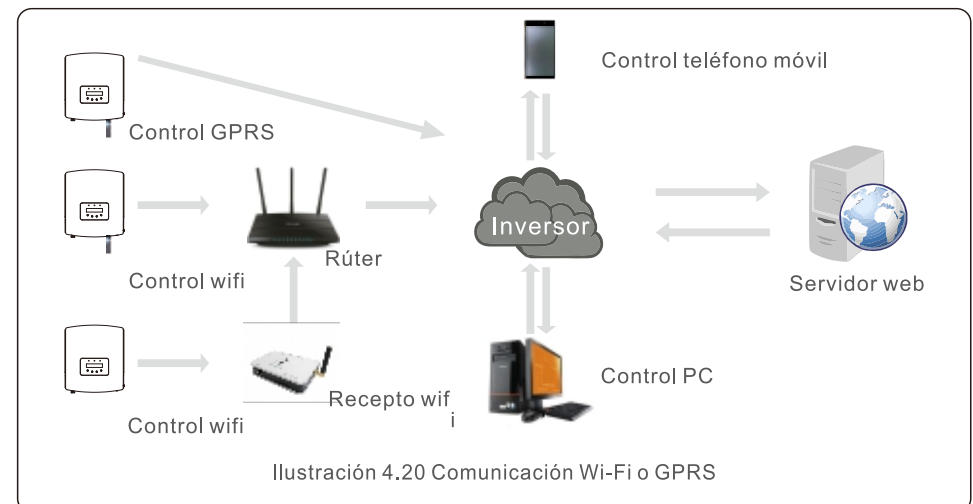 Control teléfono móvil
Control GPRS
Inversor
Rúter
Control wifi
Servidor web
Control PC
Recepto wif
i
Control wifi
Ilustración 4.20 Comunicación Wi-Fi o GPRS